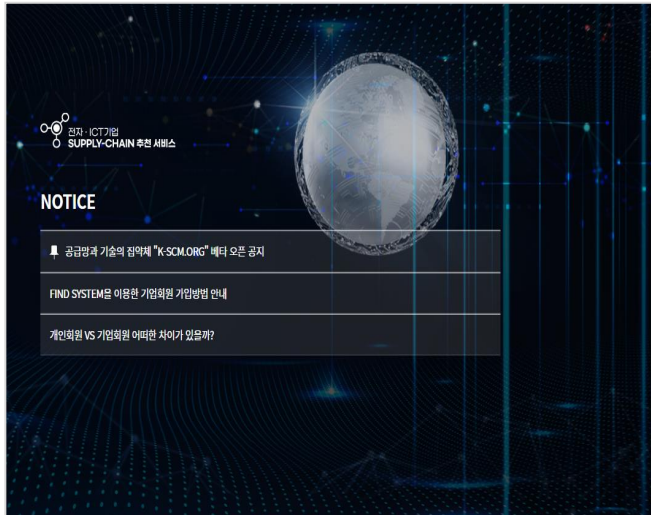 전자 · ICT기업
SUPPLY-CHAIN 추천 서비스
NOTICE
공급망과 기술의 집약체 "K-SCM.ORG" 베타 오픈 공지
FIND SYSTEM을 이용한 기업회원 가입방법 안내
개인회원 VS 기업회원 어떠한 차이가 있을까?